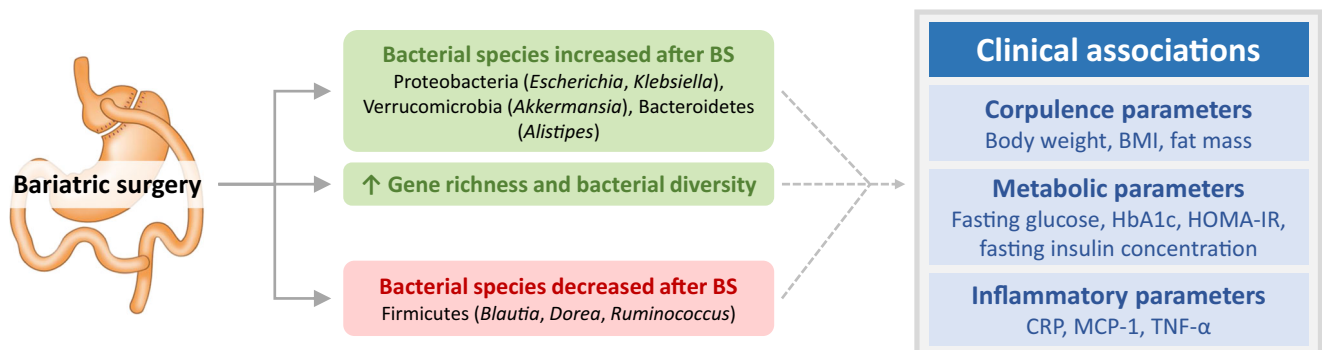 Bariatric surgery
Bacterial species increased after BS
Proteobacteria (Escherichia, Klebsiella),
Verrucomicrobia (Akkermansia), Bacteroidetes
(Alistipes)
↑ Gene richness and bacterial diversity
Bacterial species decreased after BS
Firmicutes (Blautia, Dorea, Ruminococcus)
Clinical associations
Corpulence parameters
Body weight, BMI, fat mass
Metabolic parameters
Fasting glucose, HbA1c, HOMA-IR,
fasting insulin concentration
Inflammatory parameters
CRP, MCP-1, TNF-α